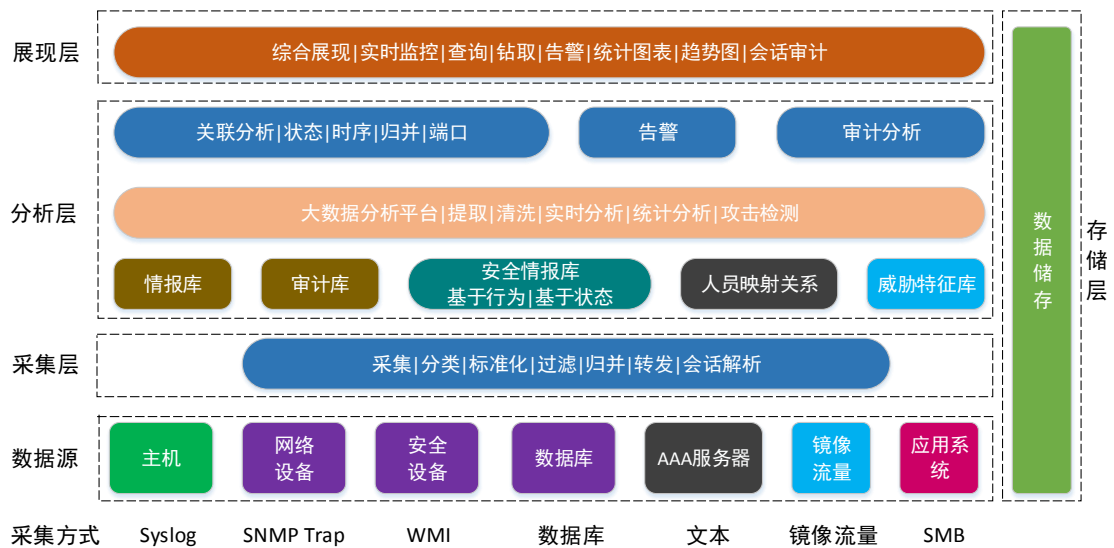 展现层
综合展现|实时监控|查询|钻取|告警|统计图表|趋势图|会话审计
关联分析|状态|时序|归并|端口
告警
审计分析
分析层
大数据分析平台|提取|清洗|实时分析|统计分析|攻击检测
情报库
审计库
安全情报库
基于行为|基于状态
人员映射关系
威胁特征库
采集层
采集|分类|标准化|过滤|归并|转发|会话解析
数据源
主机
网络
设备
安全
设备
数据库
AAA服务器
镜像
流量
应用系
统
数据储存
存储层
采集方式
Syslog
SNMP Trap
WMI
数据库
文本
镜像流量
SMB